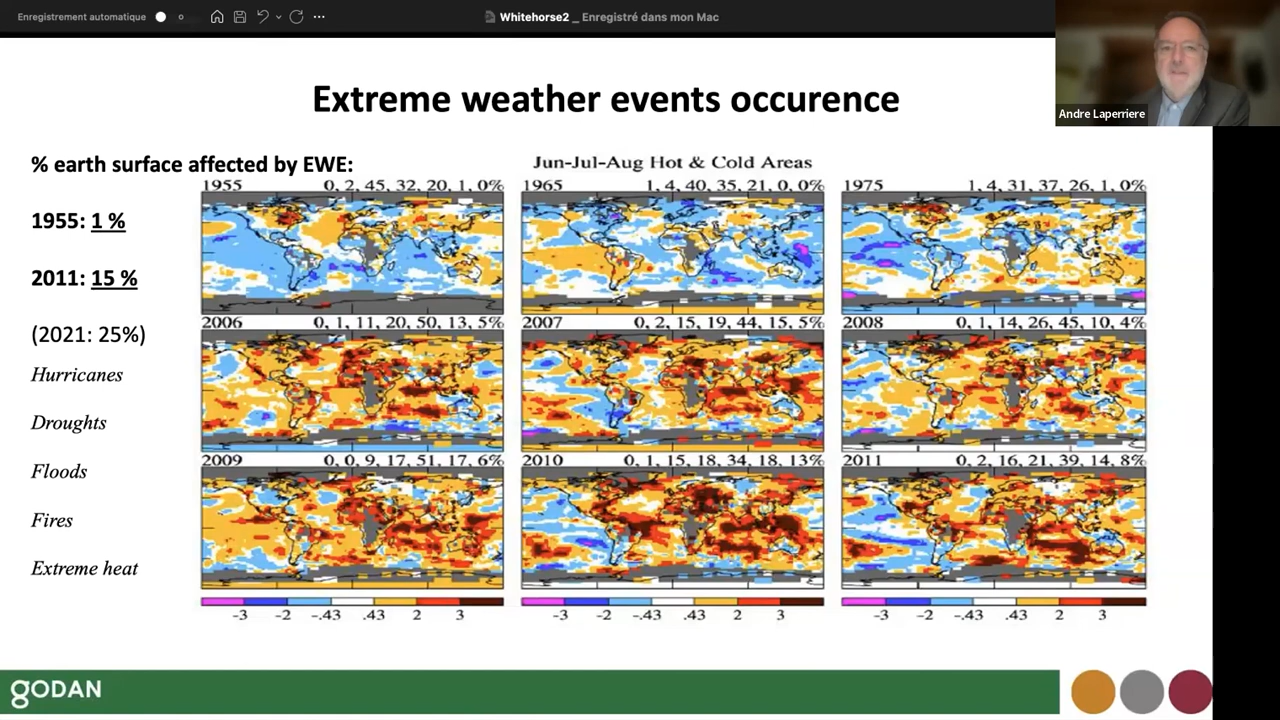 Enregistrement automatique
Whitehorse2 _ Enregistré dans mon Mac
Andre Laperriere
Extreme weather events occurence
% earth surface affected by EWE:
1955: 1 %
2011: 15 %
(2021: 25%)
Hurricanes
Droughts
Floods
Fires
Extreme heat
Jun-Jul-Aug Hot & Cold Areas
1955 0, 2, 45, 32, 20, 1, 0%
1965 1, 4, 40, 35, 21, 0, 0%
1975 1, 4, 31, 37, 26, 1, 0%
2006 0, 1, 11, 20, 50, 13, 5%
2007 0, 2, 15, 19, 44, 15, 5%
2008 0, 1, 14, 26, 45, 10, 4%
2009 0, 0, 9, 17, 51, 17, 6%
2010 0, 1, 15, 18, 34, 18, 13%
2011 0, 2, 16, 21, 39, 14, 8%
-3 -2 -.43 .43 2 3
-3 -2 -.43 .43 2 3
-3 -2 -.43 .43 2 3
GODAN